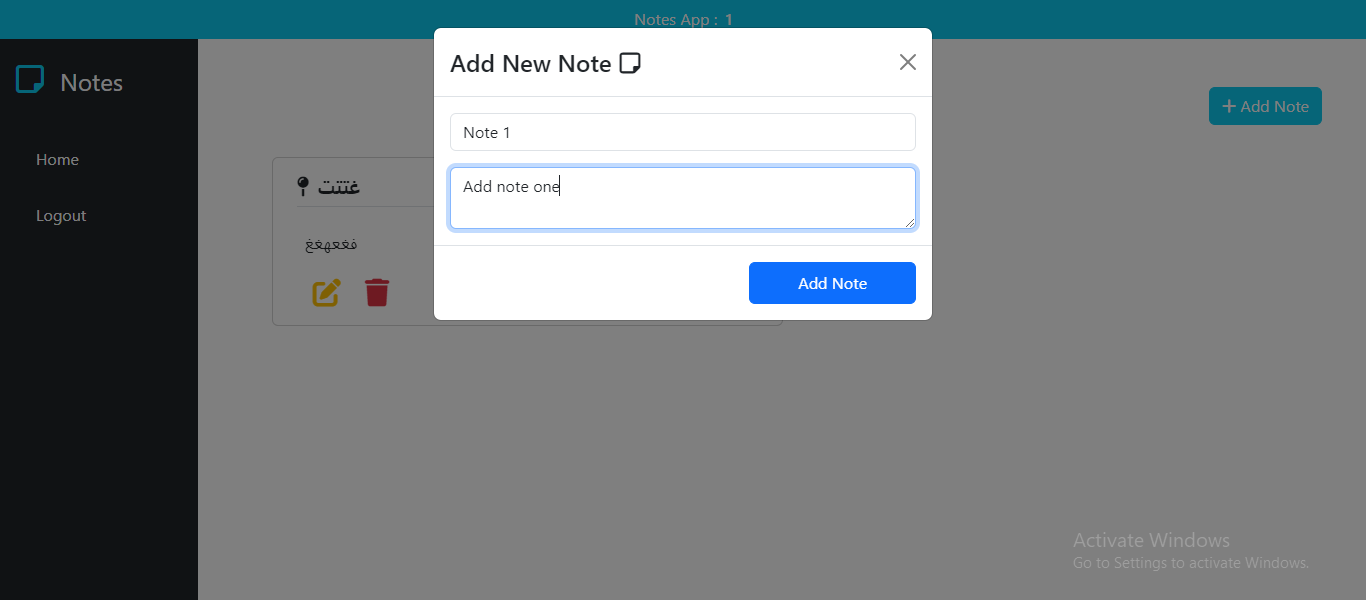 Notes App : 1
Notes
Home
Logout
Add New Note
Note 1
Add note one
Add Note
+ Add Note
غتتت
فغعهغغ
Activate Windows
Go to Settings to activate Windows.